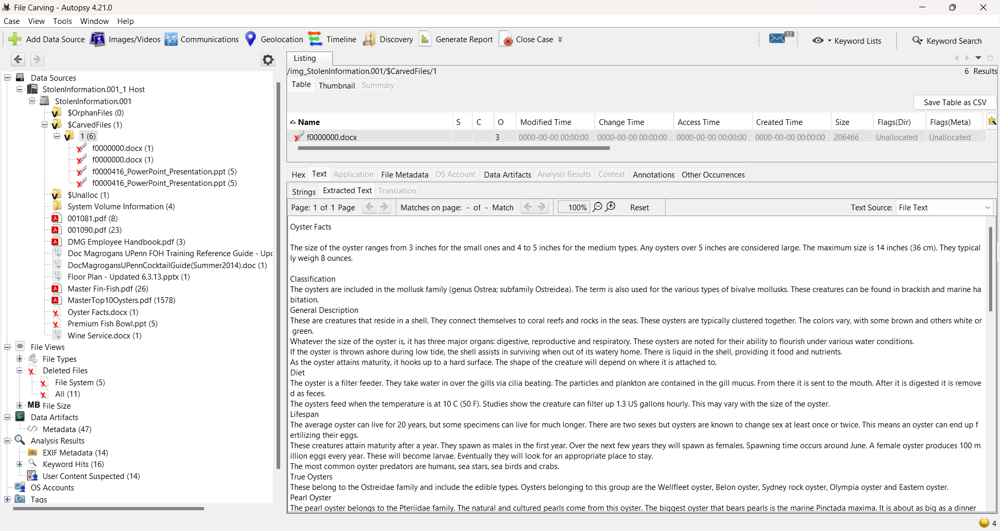 File Carving - Autopsy 4.21.0
Case View Tools Window Help
Add Data Source Images/Videos Communications Geolocation Timeline Discovery Generate Report Close Case 32 Keyword Lists Keyword Search
Data Sources
StolenInformation.001_1 Host
StolenInformation.001
$OrphanFiles (0)
$CarvedFiles (1)
1 (6)
f0000000.docx (1)
f0000000.docx (1)
f0000416_PowerPoint_Presentation.ppt (5)
f0000416_PowerPoint_Presentation.ppt (5)
$Unalloc (1)
System Volume Information (4)
001081.pdf (8)
001090.pdf (23)
DMG Employee Handbook.pdf (3)
Doc Magrogans UPenn FOH Training Reference Guide - Upc
DocMagrogansUPennCocktailGuide(Summer2014).doc (1)
Floor Plan - Updated 6.3.13.pptx (1)
Master Fin-Fish.pdf (26)
MasterTop10Oysters.pdf (1578)
Oyster Facts.docx (1)
Premium Fish Bowl.ppt (5)
Wine Service.docx (1)
File Views
File Types
Deleted Files
File System (5)
All (11)
MB File Size
Data Artifacts
Metadata (47)
Analysis Results
EXIF Metadata (14)
Keyword Hits (16)
User Content Suspected (14)
OS Accounts
Tags
Listing
/img_StolenInformation.001/$CarvedFiles/1 6 Results
Table Thumbnail Summary
Save Table as CSV
Name S C O Modified Time Change Time Access Time Created Time Size Flags(Dir) Flags(Meta)
f0000000.docx 3 0000-00-00 00:00:00 0000-00-00 00:00:00 0000-00-00 00:00:00 0000-00-00 00:00:00 206466 Unallocated Unallocated
Hex Text Application File Metadata OS Account Data Artifacts Analysis Results Context Annotations Other Occurrences
Strings Extracted Text Translation
Page: 1 of 1 Page Matches on page: - of - Match 100% Reset Text Source: File Text
Oyster Facts
The size of the oyster ranges from 3 inches for the small ones and 4 to 5 inches for the medium types. Any oysters over 5 inches are considered large. The maximum size is 14 inches (36 cm). They typical
ly weigh 8 ounces.
Classification
The oysters are included in the mollusk family (genus Ostrea; subfamily Ostreidea). The term is also used for the various types of bivalve mollusks. These creatures can be found in brackish and marine ha
bitation.
General Description
These are creatures that reside in a shell. They connect themselves to coral reefs and rocks in the seas. These oysters are typically clustered together. The colors vary, with some brown and others white or
green.
Whatever the size of the oyster is, it has three major organs: digestive, reproductive and respiratory. These oysters are noted for their ability to flourish under various water conditions.
If the oyster is thrown ashore during low tide, the shell assists in surviving when out of its watery home. There is liquid in the shell, providing it food and nutrients.
As the oyster attains maturity, it hooks up to a hard surface. The shape of the creature will depend on where it is attached to.
Diet
The oyster is a filter feeder. They take water in over the gills via cilia beating. The particles and plankton are contained in the gill mucus. From there it is sent to the mouth. After it is digested it is remove
d as feces.
The oysters feed when the temperature is at 10 C (50 F). Studies show the creature can filter up 1.3 US gallons hourly. This may vary with the size of the oyster.
Lifespan
The average oyster can live for 20 years, but some specimens can live for much longer. There are two sexes but oysters are known to change sex at least once or twice. This means an oyster can end up f
ertilizing their eggs.
These creatures attain maturity after a year. They spawn as males in the first year. Over the next few years they will spawn as females. Spawning time occurs around June. A female oyster produces 100 m
illion eggs every year. These will become larvae. Eventually they will look for an appropriate place to stay.
The most common oyster predators are humans, sea stars, sea birds and crabs.
True Oysters
These belong to the Ostreidae family and include the edible types. Oysters belonging to this group are the Wellfleet oyster, Belon oyster, Sydney rock oyster, Olympia oyster and Eastern oyster.
Pearl Oyster
The pearl oyster belongs to the Pteriidae family. The natural and cultured pearls come from this oyster. The biggest oyster that bears pearls is the marine Pinctada maxima. It is about as big as a dinner
4